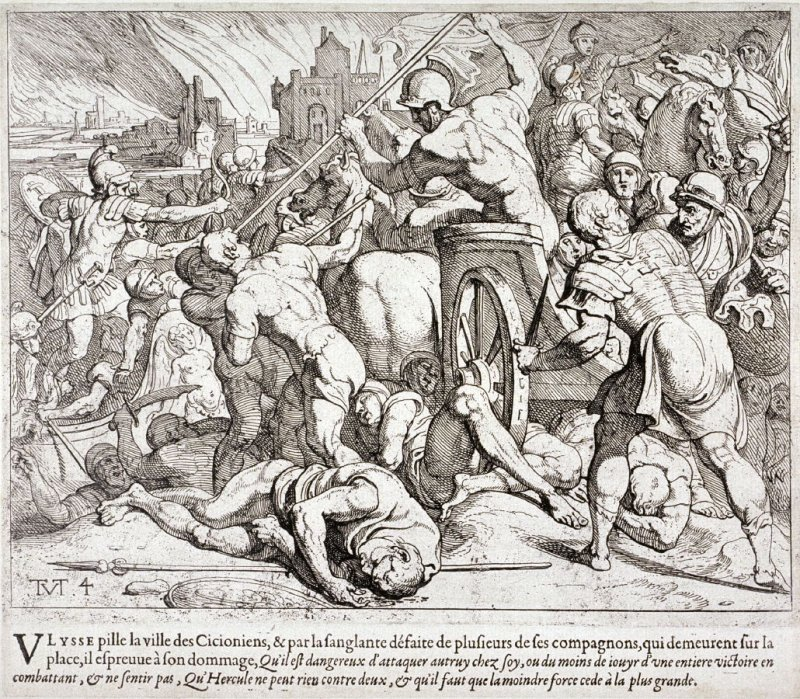 TVT 4
VLYSSE pille la ville des Cicioniens, & par la sanglante défaite de plusieurs de ses compagnons, qui demeurent sur la
place, il espreuue à son dommage, Qu'il est dangereux d'attaquer autruy chez soy, ou du moins de iouyr d'vne entiere victoire en
combattant, & ne sentir pas, Qu'Hercule ne peut rien contre deux, & qu'il faut que la moindre force cede à la plus grande.